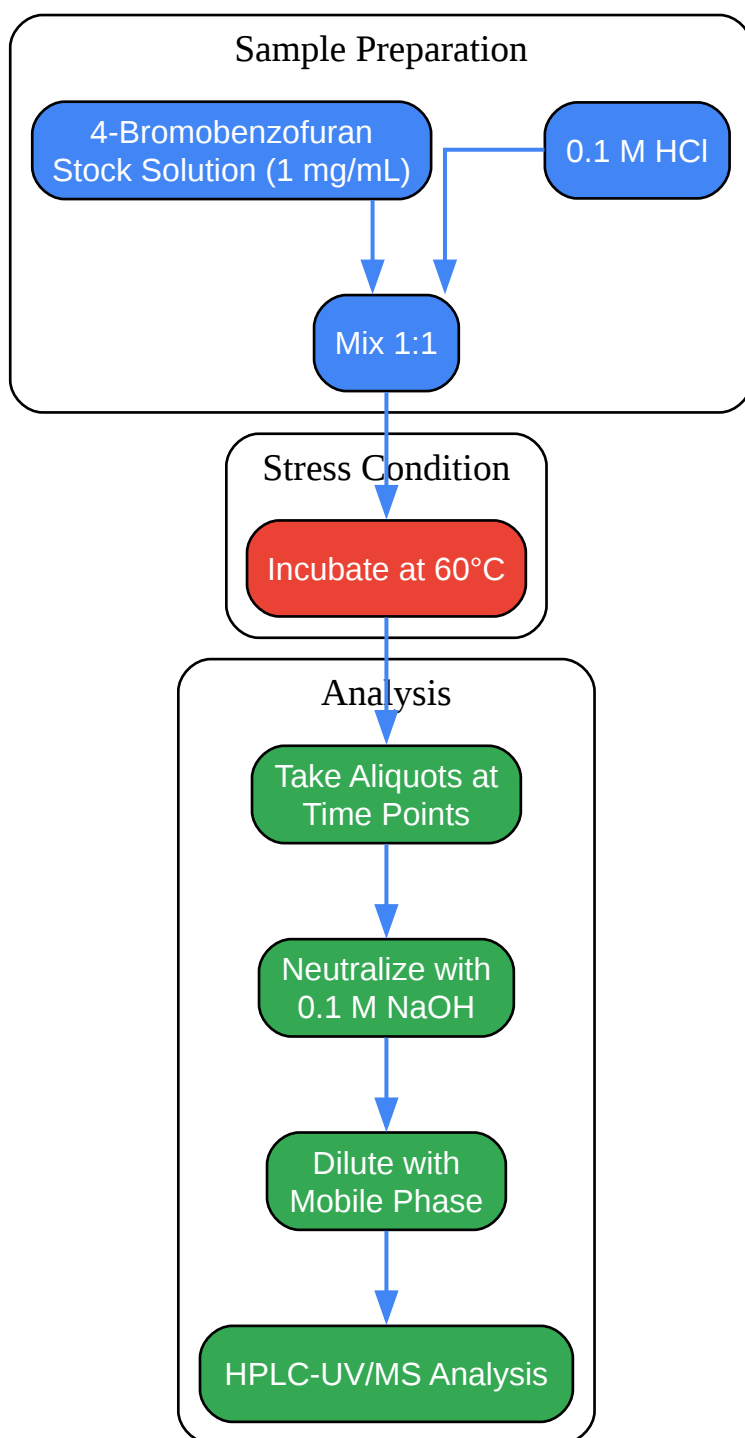 Sample Preparation
4-Bromobenzofuran
Stock Solution (1 mg/mL)
0.1 M HCl
Mix 1:1
Stress Condition
Incubate at 60°C
Analysis
Take Aliquots at
Time Points
Neutralize with
0.1 M NaOH
Dilute with
Mobile Phase
HPLC-UV/MS Analysis